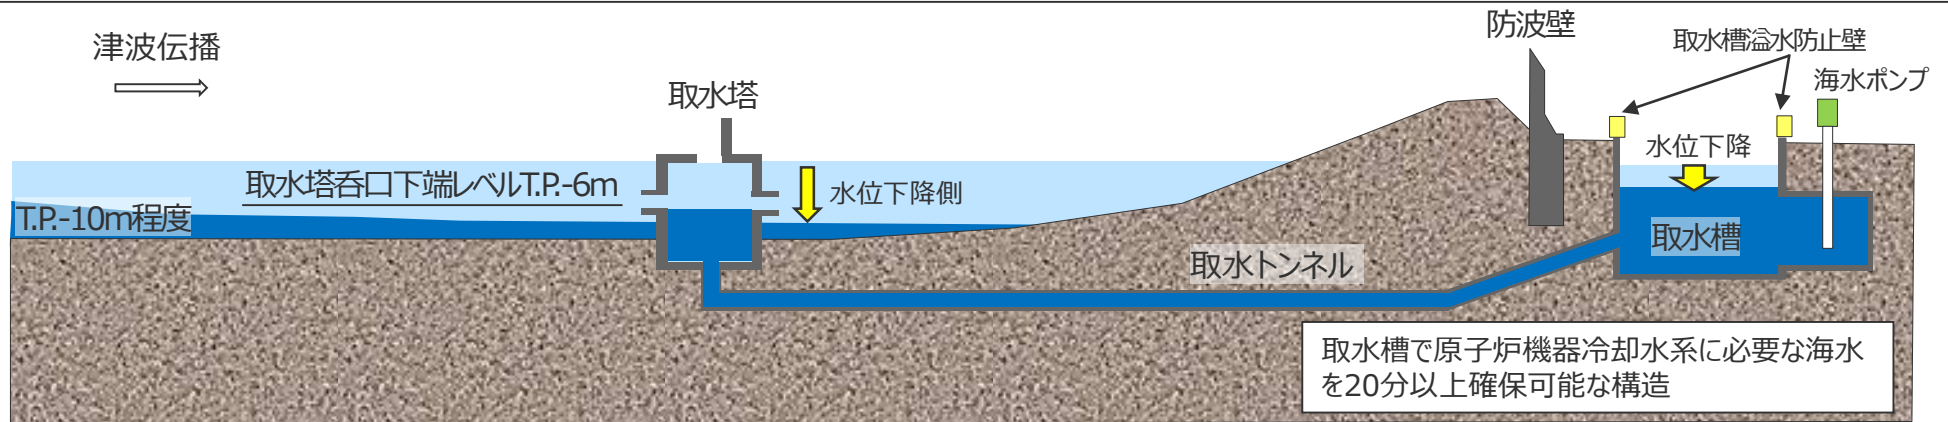 津波伝播
取水塔
防波壁
取水槽溢水防止壁
海水ポンプ
取水塔呑口下端レベルT.P.-6m
水位下降側
水位下降
T.P.-10m程度
取水槽
取水トンネル
取水槽で原子炉機器冷却水系に必要な海水
を20分以上確保可能な構造